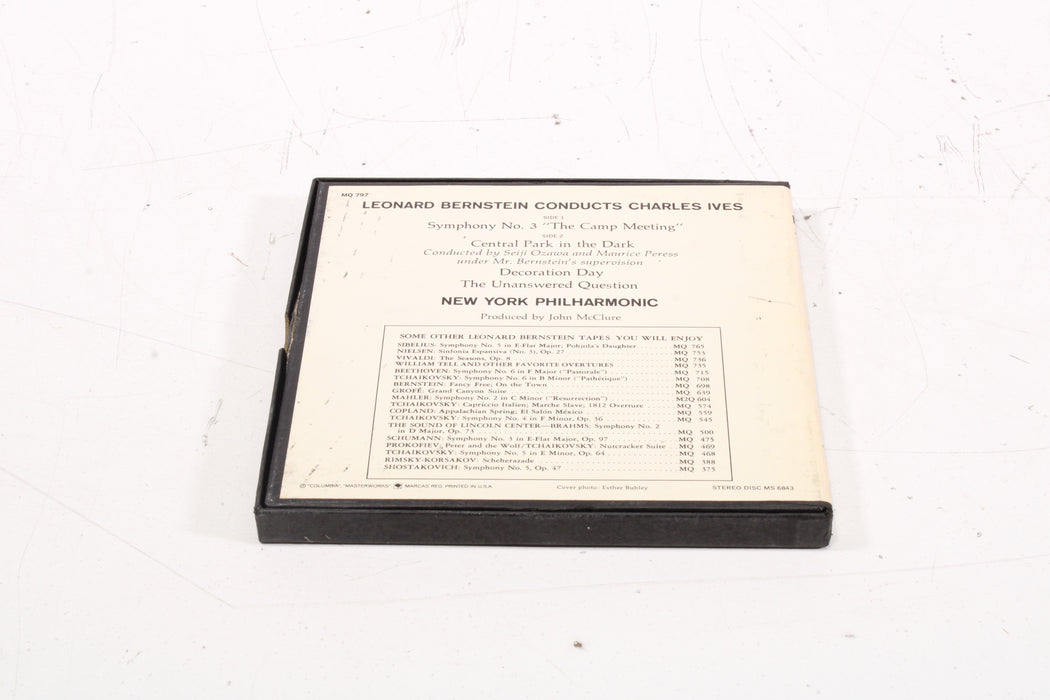 MQ 797
LEONARD BERNSTEIN CONDUCTS CHARLES IVES
SIDE 1
Symphony No. 3 "The Camp Meeting"
SIDE 2
Central Park in the Dark
Conducted by Seiji Ozawa and Maurice Peress
under Mr. Bernstein's supervision
Decoration Day
The Unanswered Question
NEW YORK PHILHARMONIC
Produced by John McClure
SOME OTHER LEONARD BERNSTEIN TAPES YOU WILL ENJOY
SIBELIUS: Symphony No. 5 in E-Flat Major; Pohjola's Daughter MQ 765
NIELSEN: Sinfonia Espansiva (No. 3), Op. 27 MQ 753
VIVALDI: The Seasons, Op. 8 MQ 736
WILLIAM TELL AND OTHER FAVORITE OVERTURES MQ 735
BEETHOVEN: Symphony No. 6 in F Major ("Pastorale") MQ 715
TCHAIKOVSKY: Symphony No. 6 in B Minor ("Pathétique") MQ 708
BERNSTEIN: Fancy Free; On the Town MQ 698
GROFÉ: Grand Canyon Suite MQ 639
MAHLER: Symphony No. 2 in C Minor ("Resurrection") M2Q 604
TCHAIKOVSKY: Capriccio Italien; Marche Slave; 1812 Overture MQ 574
COPLAND: Appalachian Spring; El Salón México MQ 559
TCHAIKOVSKY: Symphony No. 4 in F Minor, Op. 36 MQ 545
THE SOUND OF LINCOLN CENTER—BRAHMS: Symphony No. 2
in D Major, Op. 73 MQ 500
SCHUMANN: Symphony No. 3 in E-Flat Major, Op. 97 MQ 475
PROKOFIEV: Peter and the Wolf/TCHAIKOVSKY: Nutcracker Suite MQ 469
TCHAIKOVSKY: Symphony No. 5 in E Minor, Op. 64 MQ 468
RIMSKY-KORSAKOV: Scheherazade MQ 388
SHOSTAKOVICH: Symphony No. 5, Op. 47 MQ 375
"COLUMBIA", "MASTERWORKS", MARCAS REG. PRINTED IN U.S.A. Cover photo: Esther Bubley STEREO DISC MS 6843